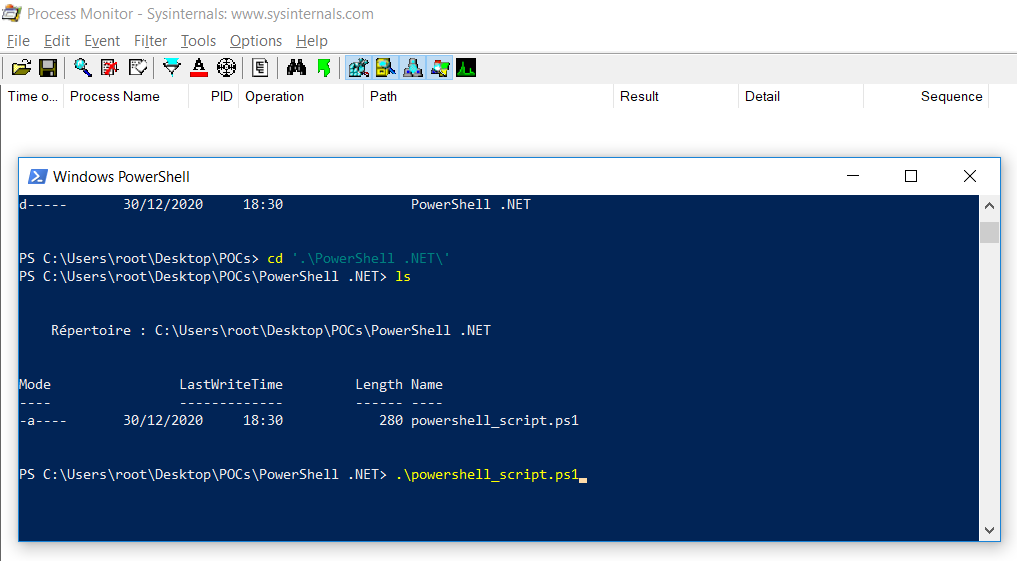 Process Monitor - Sysinternals: www.sysinternals.com
File Edit Event Filter Tools Options Help
Time o... Process Name PID Operation Path Result Detail Sequence
Windows PowerShell
d----- 30/12/2020 18:30 PowerShell .NET
PS C:\Users\root\Desktop\POCs> cd '.\PowerShell .NET\'
PS C:\Users\root\Desktop\POCs\PowerShell .NET> ls
Répertoire : C:\Users\root\Desktop\POCs\PowerShell .NET
Mode LastWriteTime Length Name
---- ------------- ------ ----
-a---- 30/12/2020 18:30 280 powershell_script.ps1
PS C:\Users\root\Desktop\POCs\PowerShell .NET> .\powershell_script.ps1